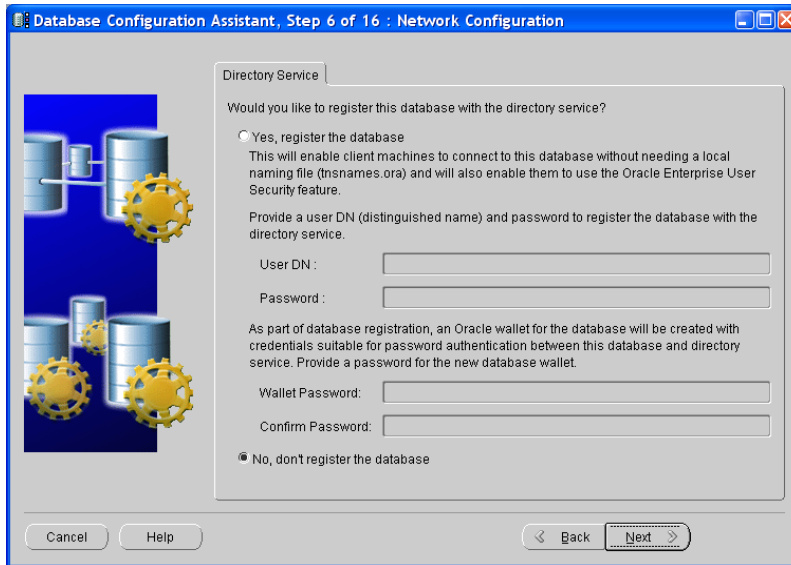 Database Configuration Assistant, Step 6 of 16 : Network Configuration
Directory Service
Would you like to register this database with the directory service?
Yes, register the database
This will enable client machines to connect to this database without needing a local
naming file (tnsnames.ora) and will also enable them to use the Oracle Enterprise User
Security feature.
Provide a user DN (distinguished name) and password to register the database with the
directory service.
User DN :
Password :
As part of database registration, an Oracle wallet for the database will be created with
credentials suitable for password authentication between this database and directory
service. Provide a password for the new database wallet.
Wallet Password:
Confirm Password:
No, don't register the database
Cancel
Help
Back
Next